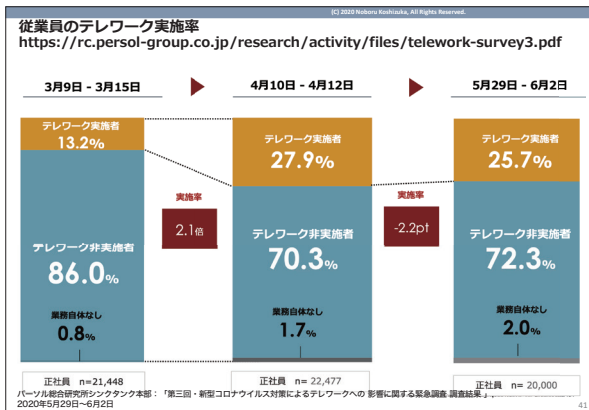 (C) 2020 Noboru Koshizuka, All Rights Reserved.
従業員のテレワーク実施率
https://rc.persol-group.co.jp/research/activity/files/telework-survey3.pdf
3月9日 - 3月15日
4月10日 - 4月12日
5月29日 - 6月2日
テレワーク実施者
13.2%
テレワーク実施者
27.9%
テレワーク実施者
25.7%
実施率
2.1倍
実施率
-2.2pt
テレワーク非実施者
86.0%
テレワーク非実施者
70.3%
テレワーク非実施者
72.3%
業務自体なし
0.8%
業務自体なし
1.7%
業務自体なし
2.0%
正社員 n=21,448
正社員 n= 22,477
正社員 n= 20,000
パーソル総合研究所シンクタンク本部：「第三回・新型コロナウイルス対策によるテレワークへの 影響に関する緊急調査 調査結果 」,
2020年5月29日～6月2日
41